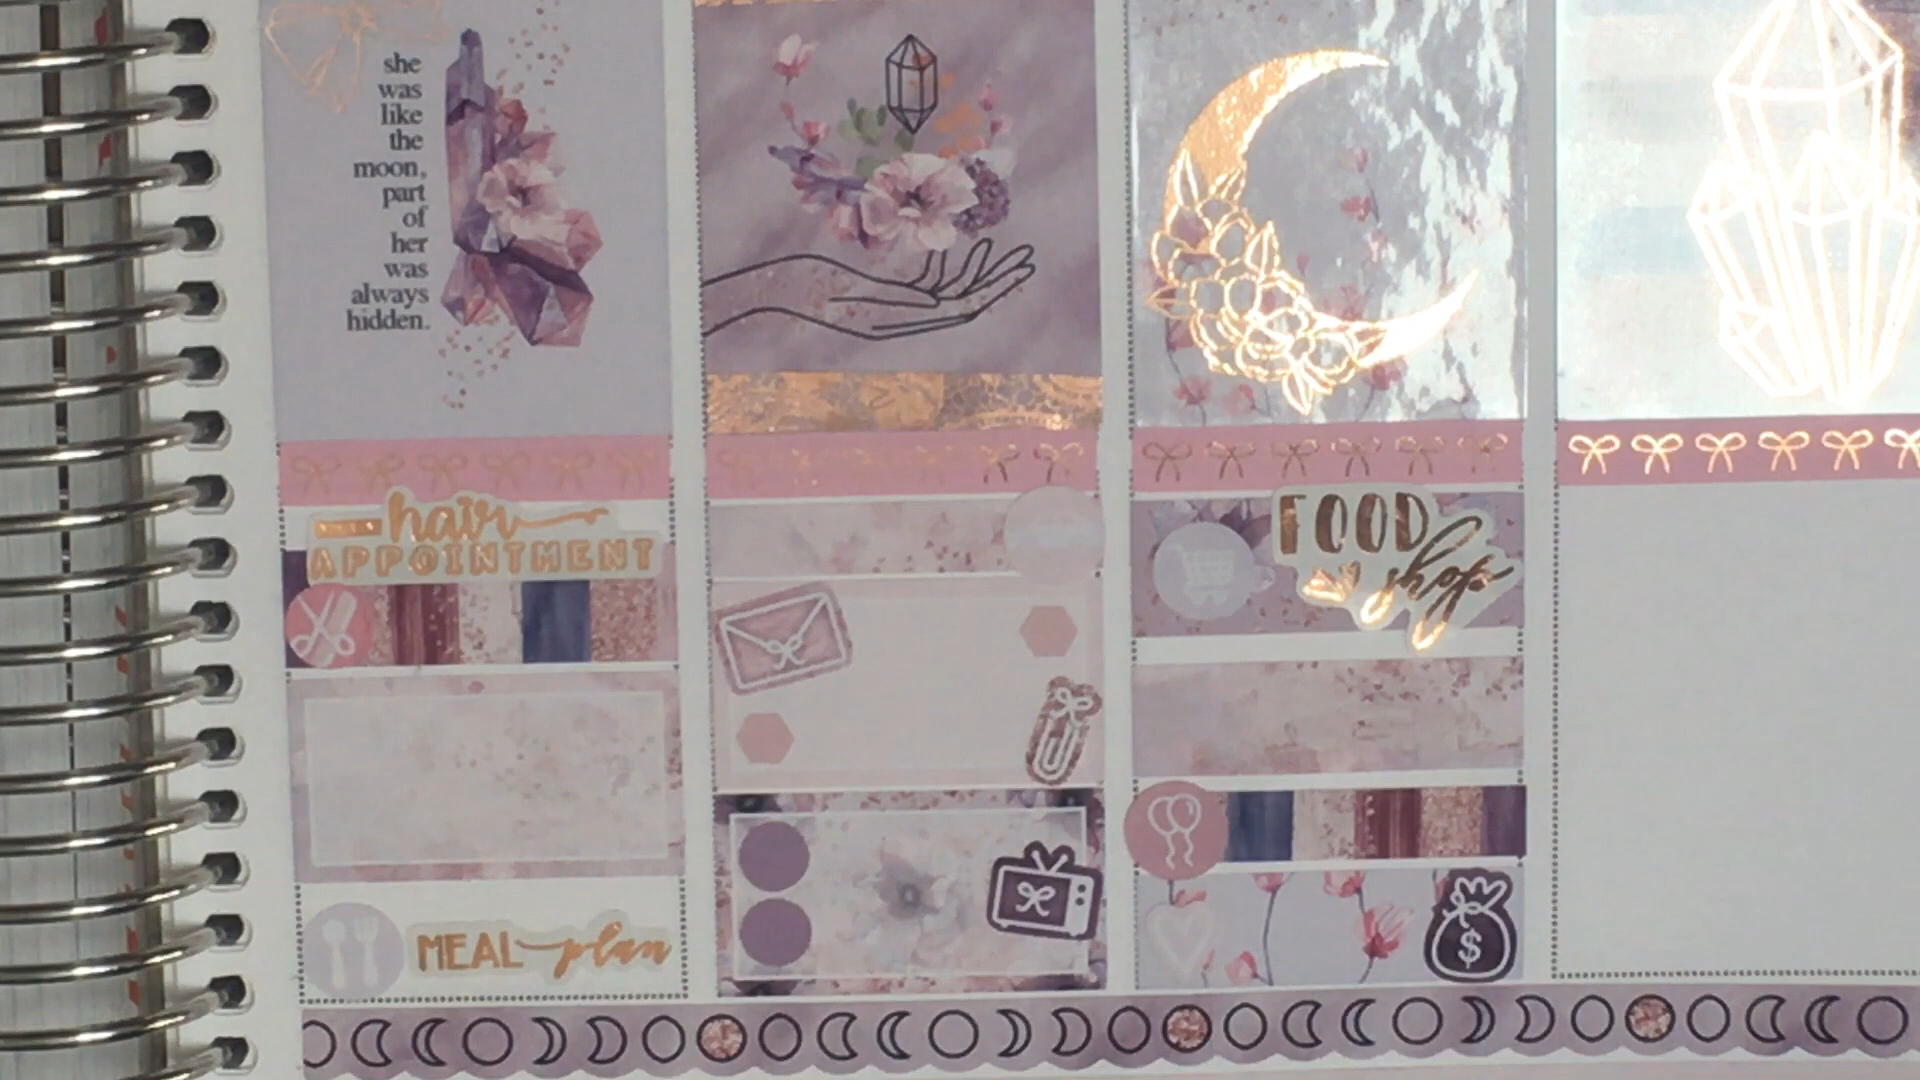 she
was
like
the
moon,
part
of
her
was
always
hidden.
hair
APPOINTMENT
MEAL plan
FOOD
shop
$